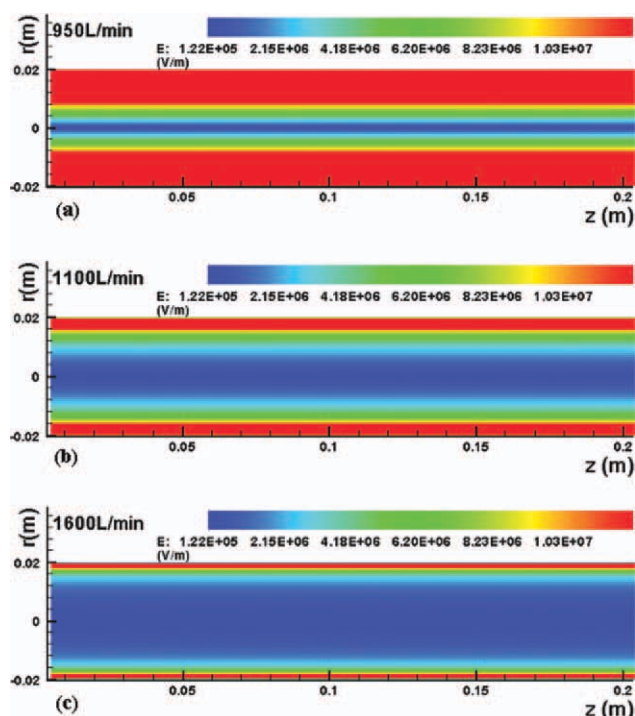 950L/min
E: 1.22E+05 2.15E+06 4.18E+06 6.20E+06 8.23E+06 1.03E+07
(V/m)
r(m)
0.02
0
-0.02
0.05 0.1 0.15 0.2
(a)
z (m)
1100L/min
E: 1.22E+05 2.15E+06 4.18E+06 6.20E+06 8.23E+06 1.03E+07
(V/m)
r(m)
0.02
0
-0.02
0.05 0.1 0.15 0.2
(b)
z (m)
1600L/min
E: 1.22E+05 2.15E+06 4.18E+06 6.20E+06 8.23E+06 1.03E+07
(V/m)
r(m)
0.02
0
-0.02
0.05 0.1 0.15 0.2
(c)
z (m)